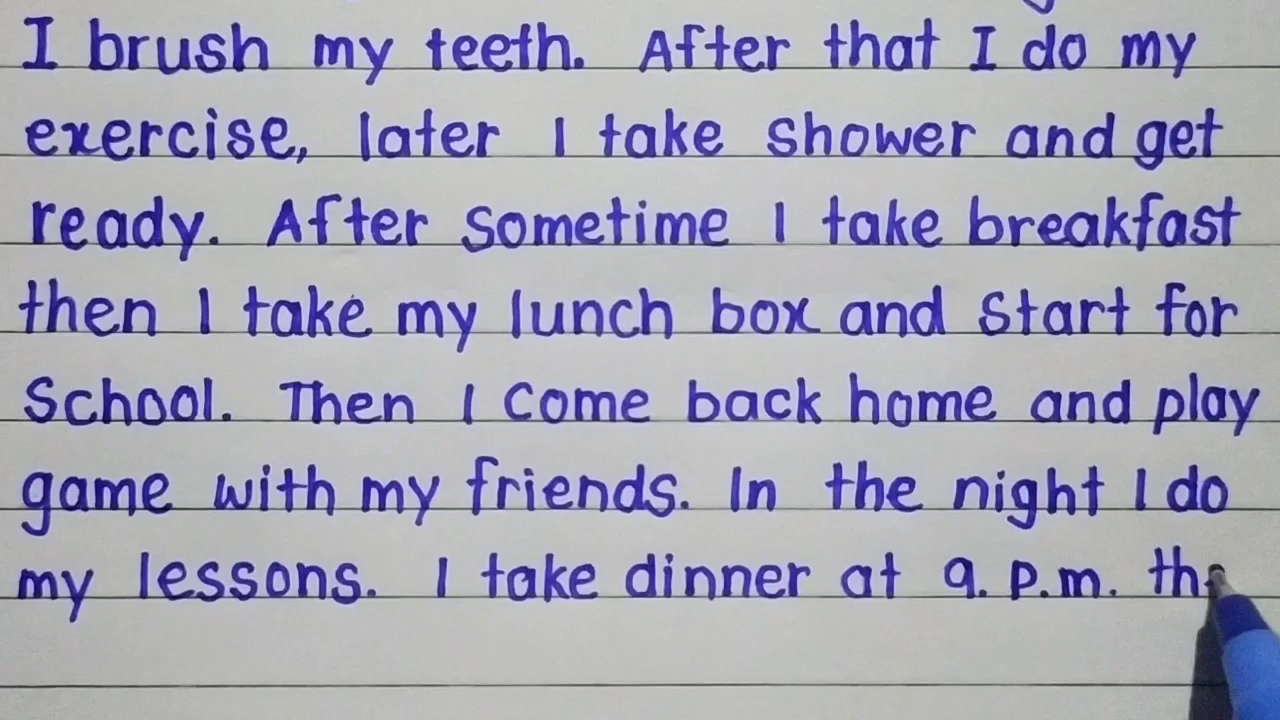 I brush my teeth. After that I do my
exercise, later I take shower and get
ready. After sometime I take breakfast
then I take my lunch box and start for
School. Then I come back home and play
game with my friends. In the night I do
my lessons. I take dinner at 9. p.m.